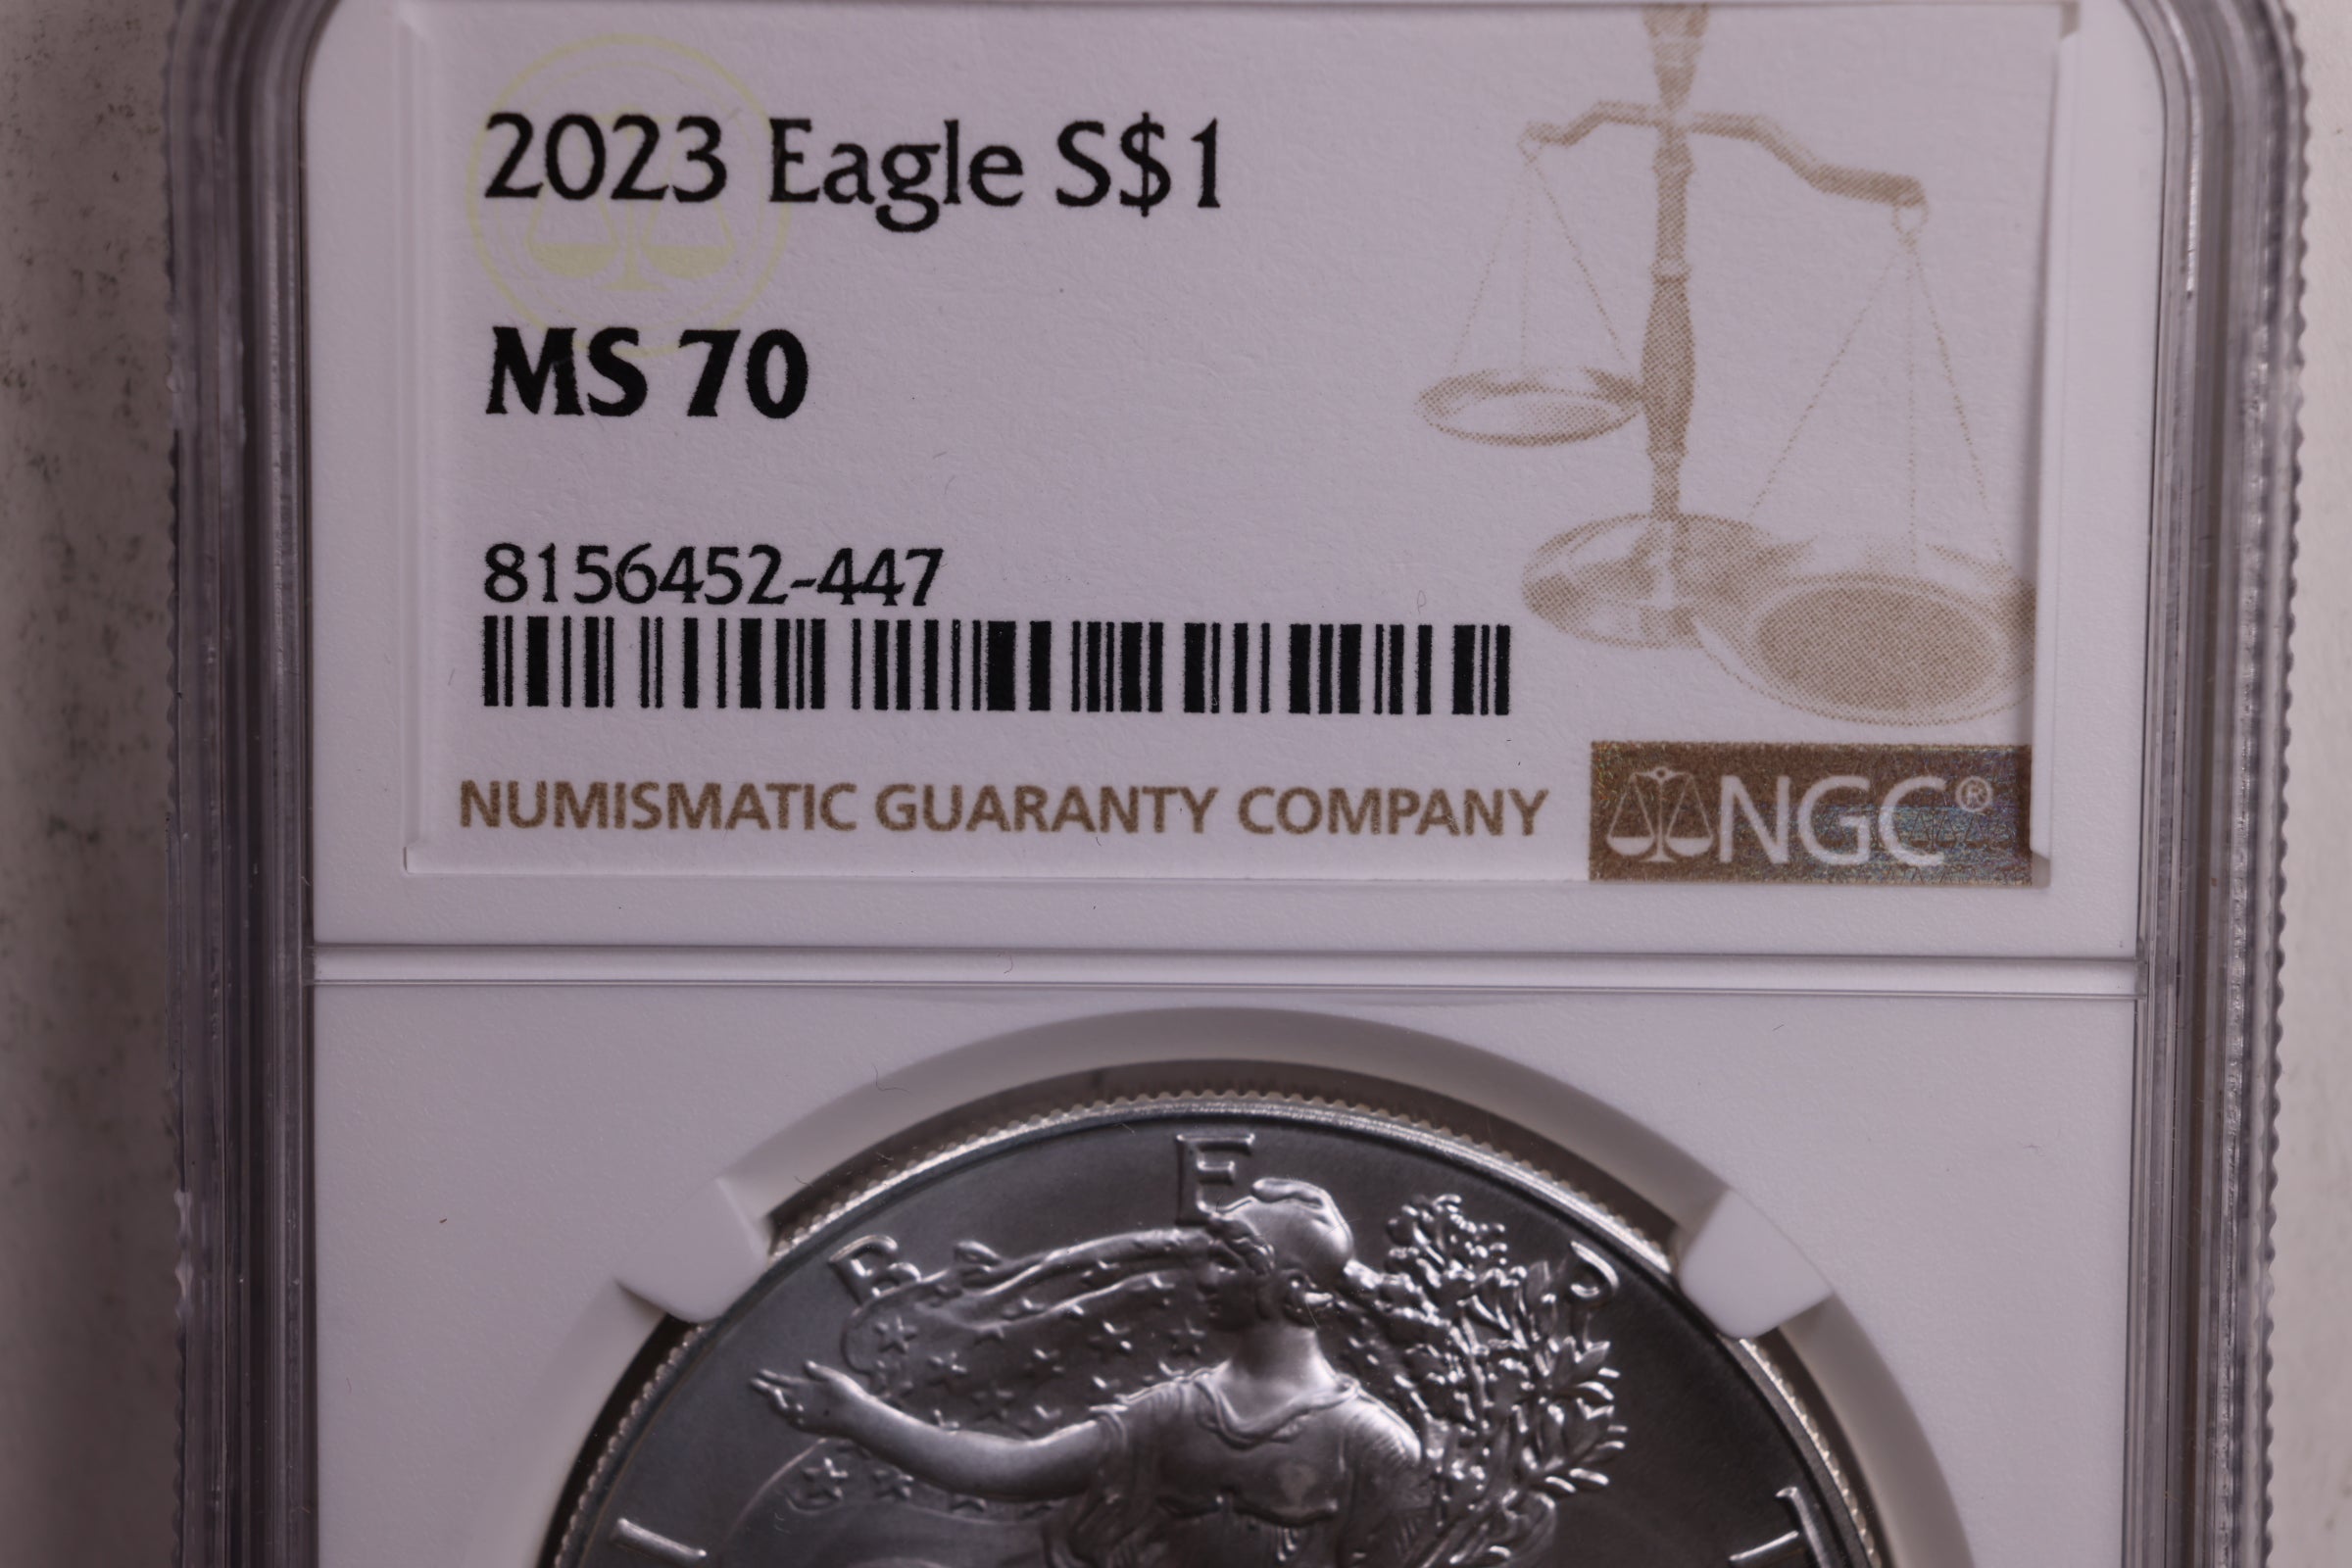 2023 Eagle S$1
MS 70
8156452-447
NUMISMATIC GUARANTY COMPANY
NGC®
L I B E R T